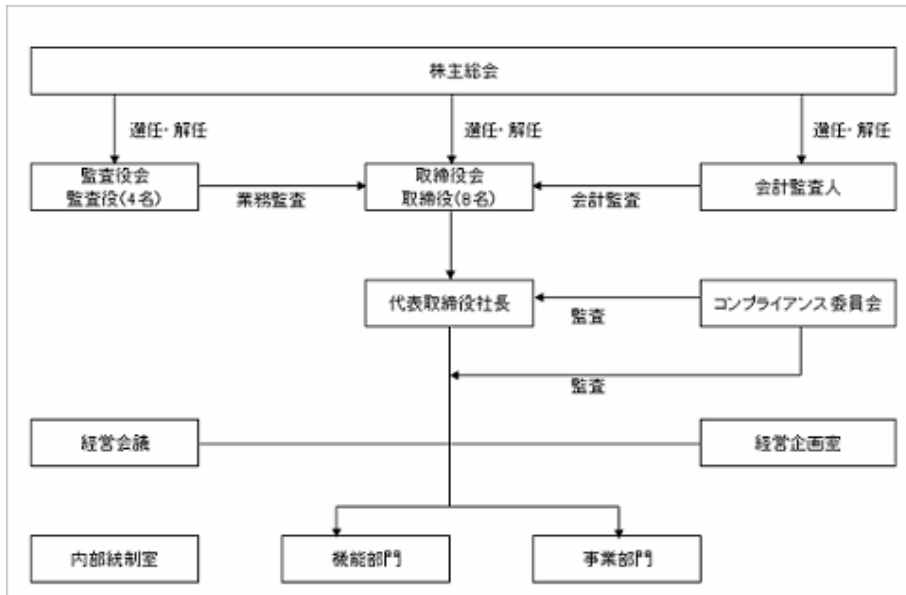 株主総会
選任・解任
選任・解任
選任・解任
監査役会
監査役(4名)
業務監査
取締役会
取締役(8名)
会計監査
会計監査人
代表取締役社長
監査
コンプライアンス委員会
監査
経営会議
経営企画室
内部統制室
機能部門
事業部門